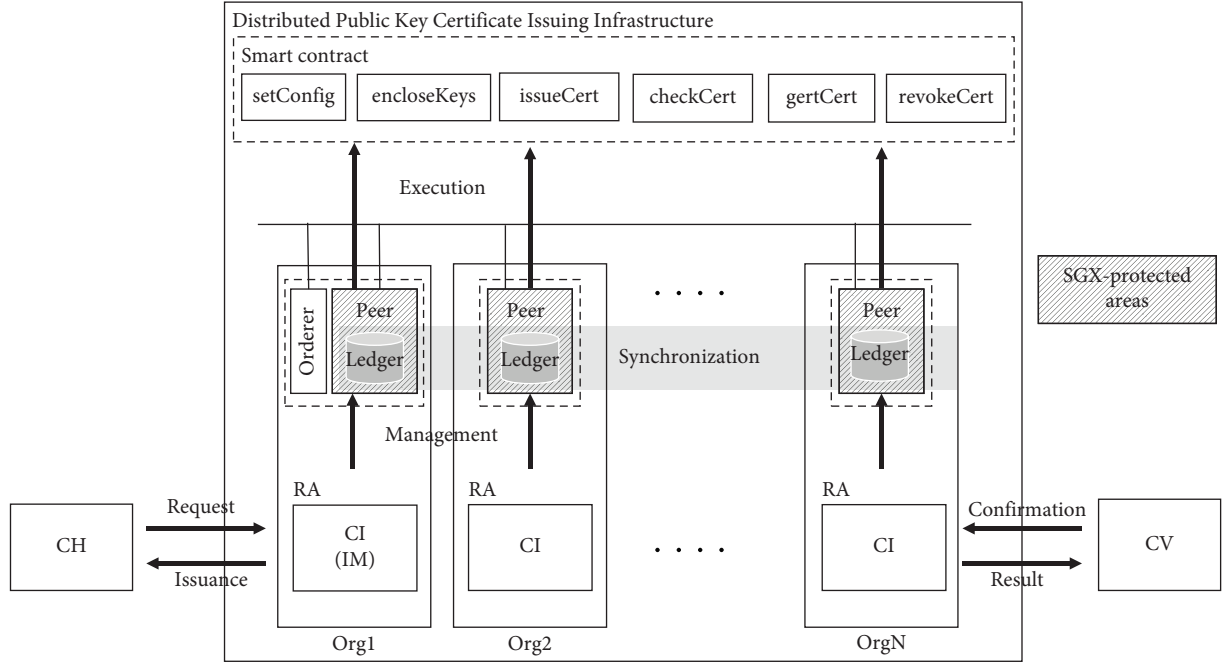 Distributed Public Key Certificate Issuing Infrastructure
Smart contract
setConfig
encloseKeys
issueCert
checkCert
gertCert
revokeCert
Execution
SGX-protected
areas
Orderer
Peer
Ledger
Peer
Ledger
. . . .
Synchronization
Peer
Ledger
Management
RA
CI
(IM)
RA
CI
. . . .
RA
CI
CH
Request
Issuance
Confirmation
Result
CV
Org1
Org2
OrgN